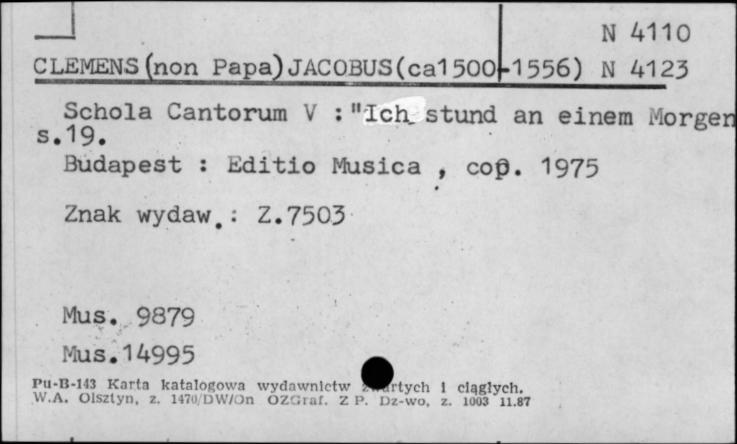 N 4110
CLEMENS (non Papa) JACOBUS (ca1500-1556) N 4123
Schola Cantorum V : "Ich stund an einem Morgen
s.19.
Budapest : Editio Musica , cop. 1975
Znak wydaw. : Z.7503
Mus. 9879
Mus.14995
Pu-B-143 Karta katalogowa wydawnictw zwartych i ciągłych.
W.A. Olsztyn, z. 1470/DW/On OZGraf. Z P. Dz-wo, z. 1003 11.87